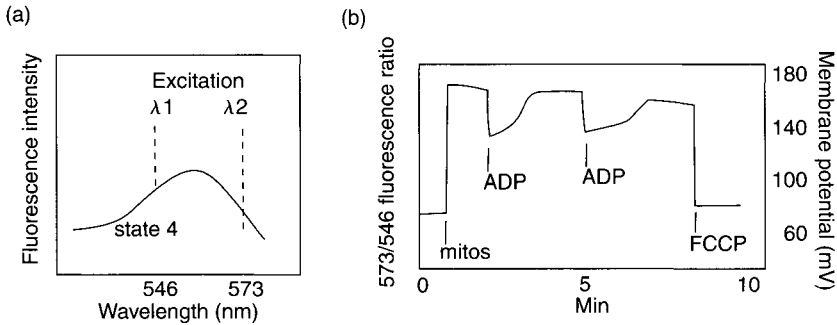 (a)
Fluorescence intensity
Excitation
λ1 λ2
state 4
546 573
Wavelength (nm)
(b)
573/546 fluorescence ratio
mitos
ADP
ADP
FCCP
0 5 10
Min
180
140
100
60
Membrane potential (mV)